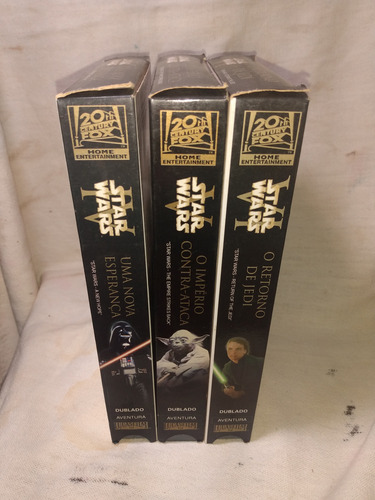 20th
CENTURY
FOX
HOME
ENTERTAINMENT
STAR
WARS
IV
UMA NOVA
ESPERANÇA
"STAR WARS - A NEW HOPE"
DUBLADO
AVENTURA
20th
CENTURY
FOX
HOME
ENTERTAINMENT
STAR
WARS
V
O IMPÉRIO
CONTRA-ATACA
"STAR WARS: THE EMPIRE STRIKES BACK"
DUBLADO
AVENTURA
20th
CENTURY
FOX
HOME
ENTERTAINMENT
STAR
WARS
VI
O RETORNO
DE JEDI
"STAR WARS - RETURN OF THE JEDI"
DUBLADO
AVENTURA